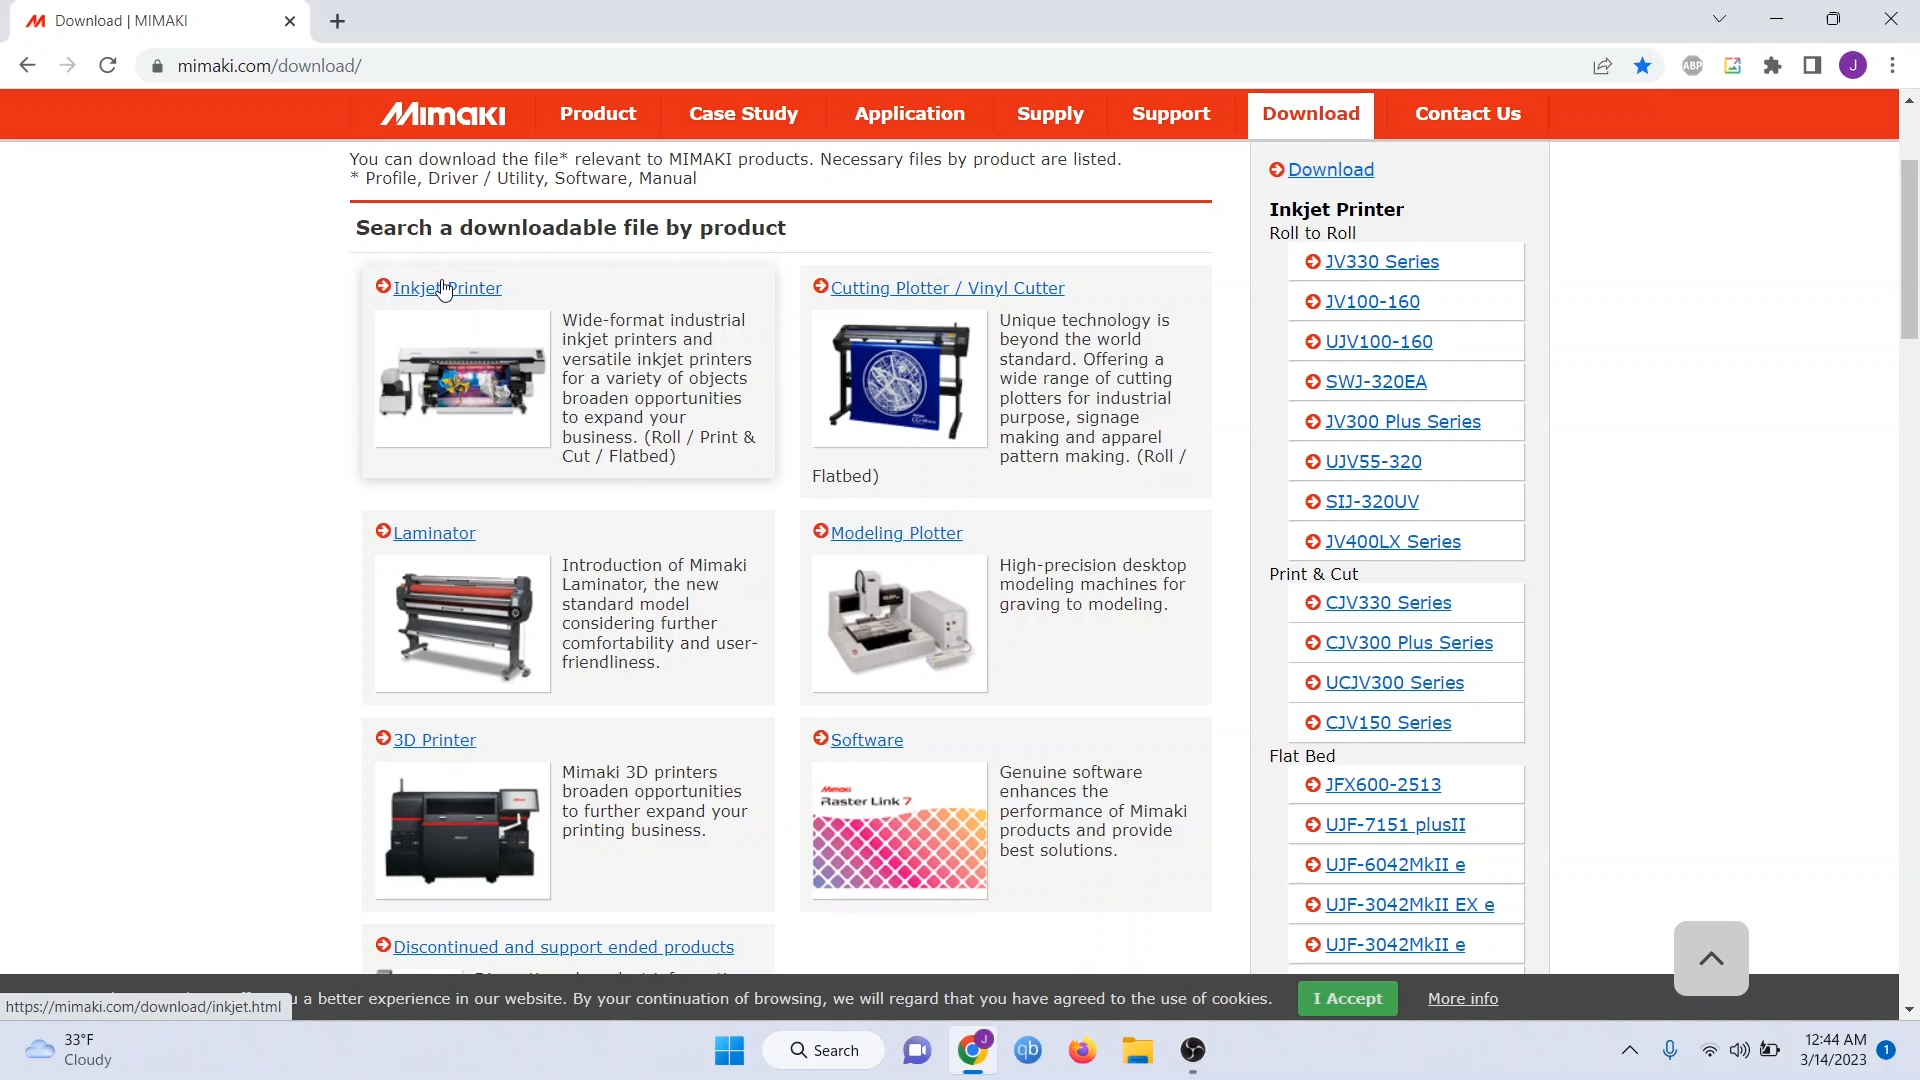 Download | MIMAKI
mimaki.com/download/
ABP
J
Mimaki
Product
Case Study
Application
Supply
Support
Download
Contact Us
You can download the file* relevant to MIMAKI products. Necessary files by product are listed.
* Profile, Driver / Utility, Software, Manual
Search a downloadable file by product
Inkjet Printer
Wide-format industrial
inkjet printers and
versatile inkjet printers
for a variety of objects
broaden opportunities
to expand your
business. (Roll / Print &
Cut / Flatbed)
Cutting Plotter / Vinyl Cutter
Unique technology is
beyond the world
standard. Offering a
wide range of cutting
plotters for industrial
purpose, signage
making and apparel
pattern making. (Roll /
Flatbed)
Laminator
Introduction of Mimaki
Laminator, the new
standard model
considering further
comfortability and user-
friendliness.
Modeling Plotter
High-precision desktop
modeling machines for
graving to modeling.
3D Printer
Mimaki 3D printers
broaden opportunities
to further expand your
printing business.
Software
Mimaki
Raster Link 7
Genuine software
enhances the
performance of Mimaki
products and provide
best solutions.
Discontinued and support ended products
Download
Inkjet Printer
Roll to Roll
JV330 Series
JV100-160
UJV100-160
SWJ-320EA
JV300 Plus Series
UJV55-320
SIJ-320UV
JV400LX Series
Print & Cut
CJV330 Series
CJV300 Plus Series
UCJV300 Series
CJV150 Series
Flat Bed
JFX600-2513
UJF-7151 plusII
UJF-6042MkII e
UJF-3042MkII EX e
UJF-3042MkII e
a better experience in our website. By your continuation of browsing, we will regard that you have agreed to the use of cookies.
I Accept
More info
https://mimaki.com/download/inkjet.html
33°F
Cloudy
Search
J
qb
12:44 AM
3/14/2023
1